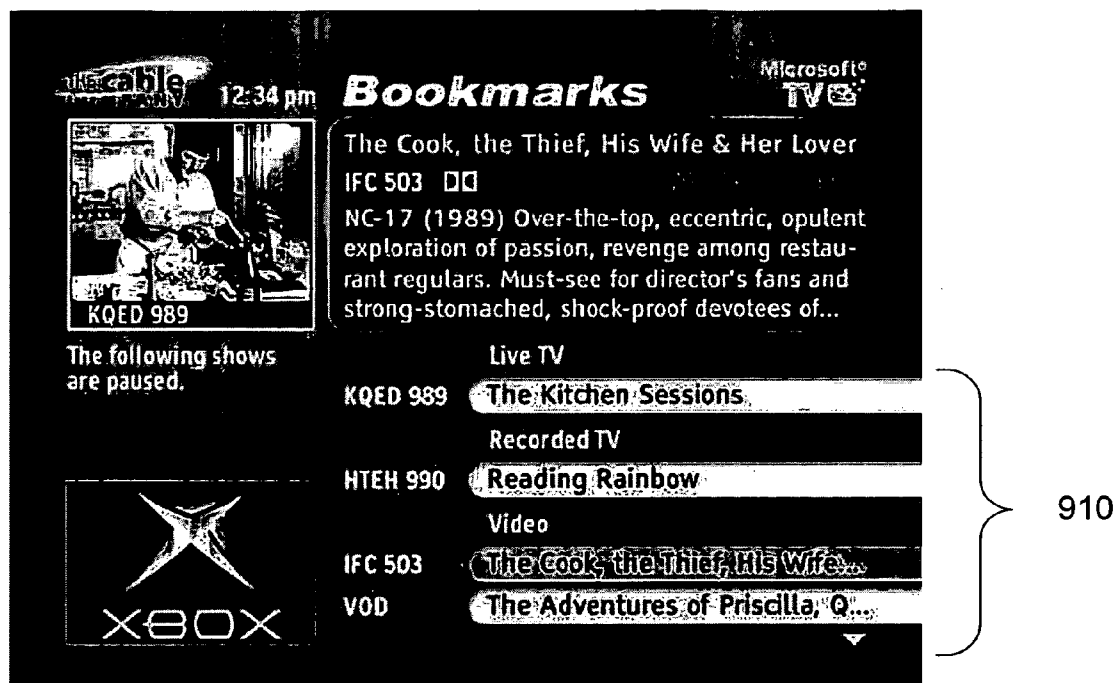 THE cable
COMPANY
12:34 pm
Bookmarks
Microsoft®
TV
KQED 989
The Cook, the Thief, His Wife & Her Lover
IFC 503
NC-17 (1989) Over-the-top, eccentric, opulent
exploration of passion, revenge among restau-
rant regulars. Must-see for director's fans and
strong-stomached, shock-proof devotees of...
The following shows
are paused.
Live TV
KQED 989 The Kitchen Sessions
Recorded TV
HTEH 990 Reading Rainbow
Video
IFC 503 The Cook, the Thief, His Wife...
VOD The Adventures of Priscilla, Q...
XBOX
910